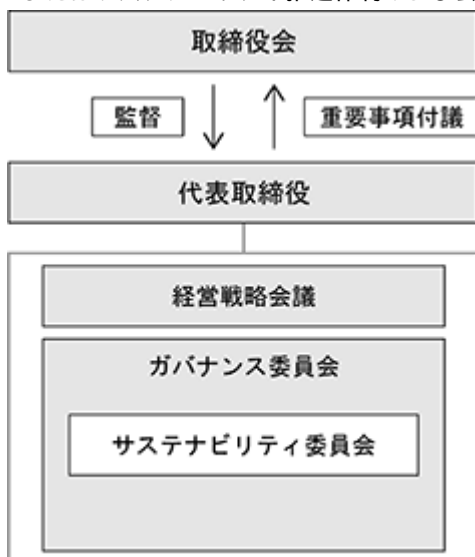 取締役会
監督
重要事項付議
代表取締役
経営戦略会議
ガバナンス委員会
サステナビリティ委員会